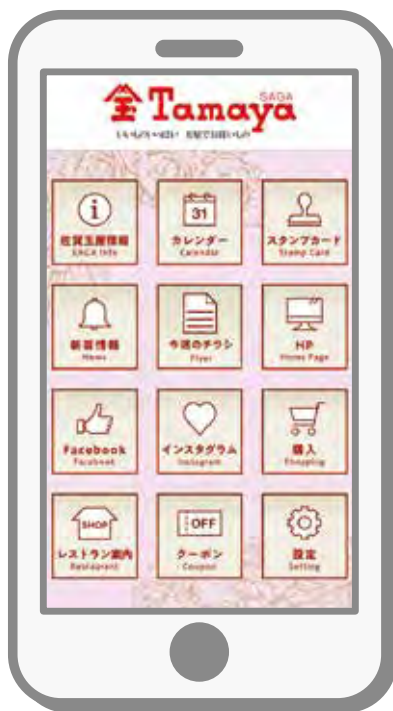 玉 Tamaya
SAGA
佐賀玉屋情報
SAGA Info
31
カレンダー
Calendar
スタンプカード
Stamp Card
新着情報
News
今週のチラシ
Flyer
HP
Home Page
Facebook
Facebook
インスタグラム
Instagram
購入
Shopping
SHOP
レストラン案内
Restaurant
OFF
クーポン
Coupon
設定
Setting